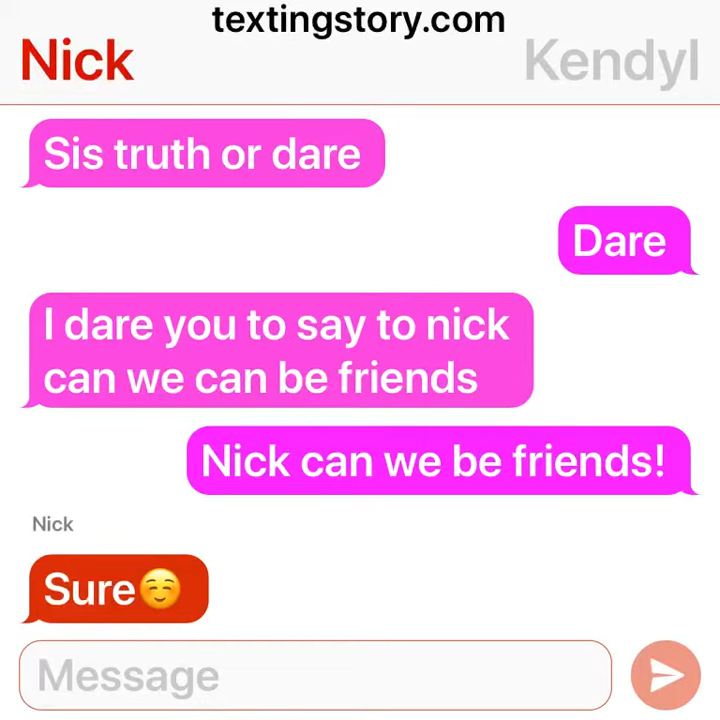 textingstory.com
Nick Kendyl
Sis truth or dare
Dare
I dare you to say to nick
can we can be friends
Nick can we be friends!
Nick
Sure☺️
Message